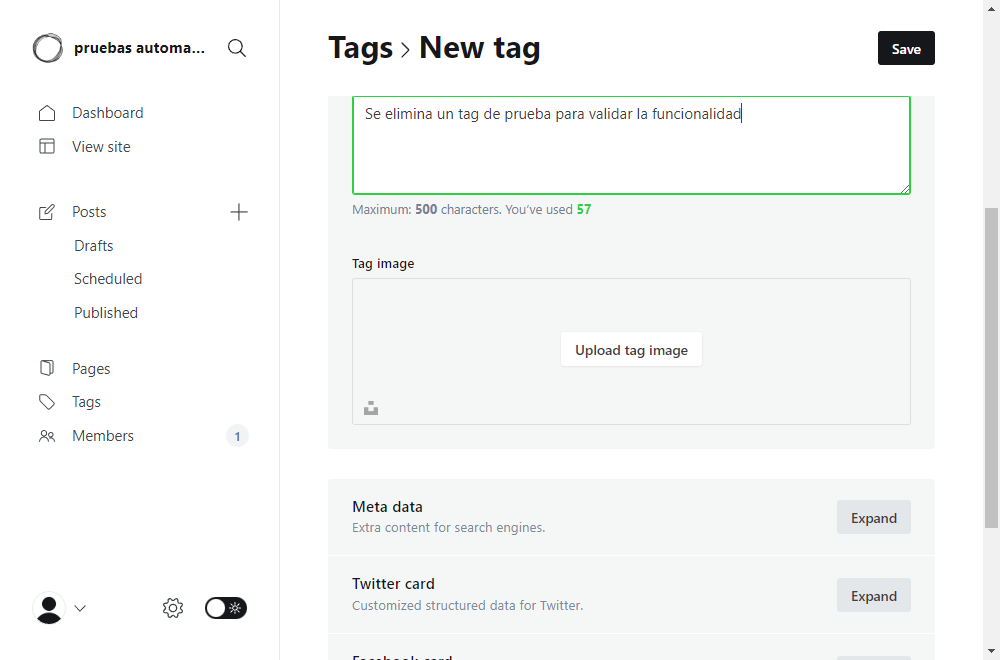 pruebas automa...
Dashboard
View site
Posts
Drafts
Scheduled
Published
Pages
Tags
Members
1
Tags > New tag
Save
Se elimina un tag de prueba para validar la funcionalidad
Maximum: 500 characters. You’ve used 57
Tag image
Upload tag image
Meta data
Extra content for search engines.
Expand
Twitter card
Customized structured data for Twitter.
Expand